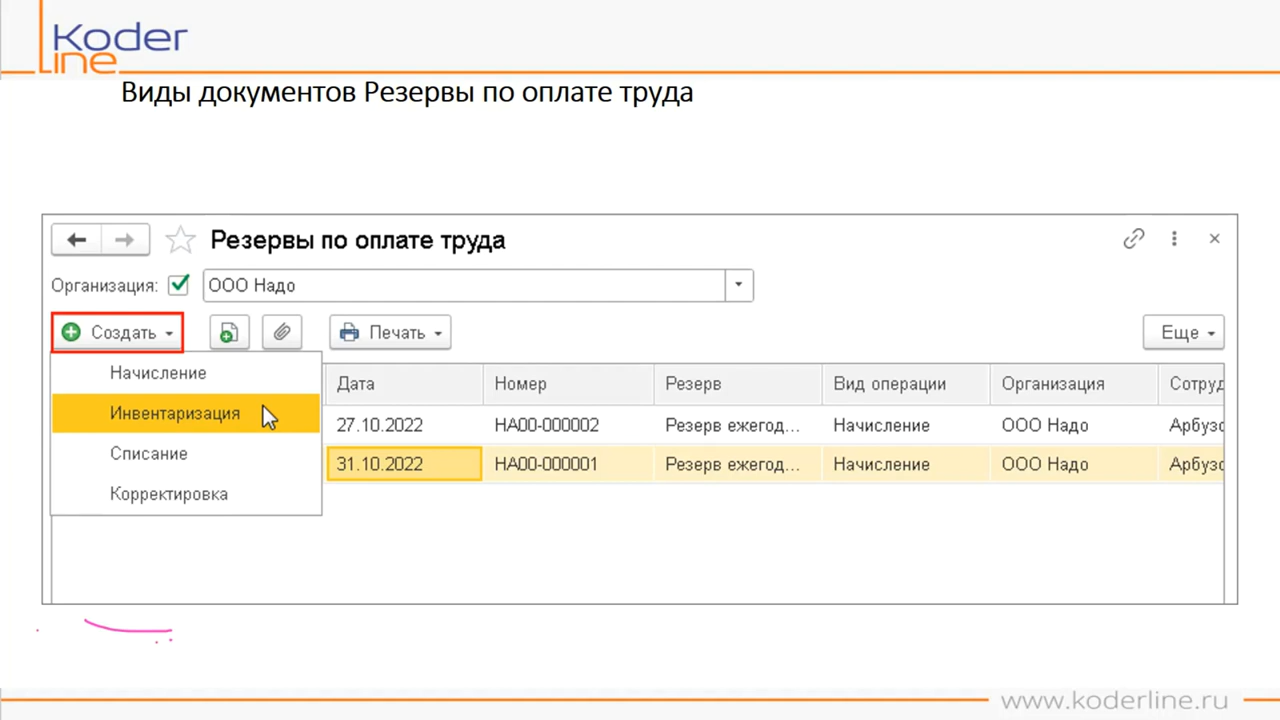 Koder
line
Виды документов Резервы по оплате труда
Резервы по оплате труда
Организация: ООО Надо
Создать Печать Еще
Начисление
Инвентаризация
Списание
Корректировка
Дата Номер Резерв Вид операции Организация Сотруд
27.10.2022 НА00-000002 Резерв ежегод... Начисление ООО Надо Арбузо
31.10.2022 НА00-000001 Резерв ежегод... Начисление ООО Надо Арбузо
www.koderline.ru